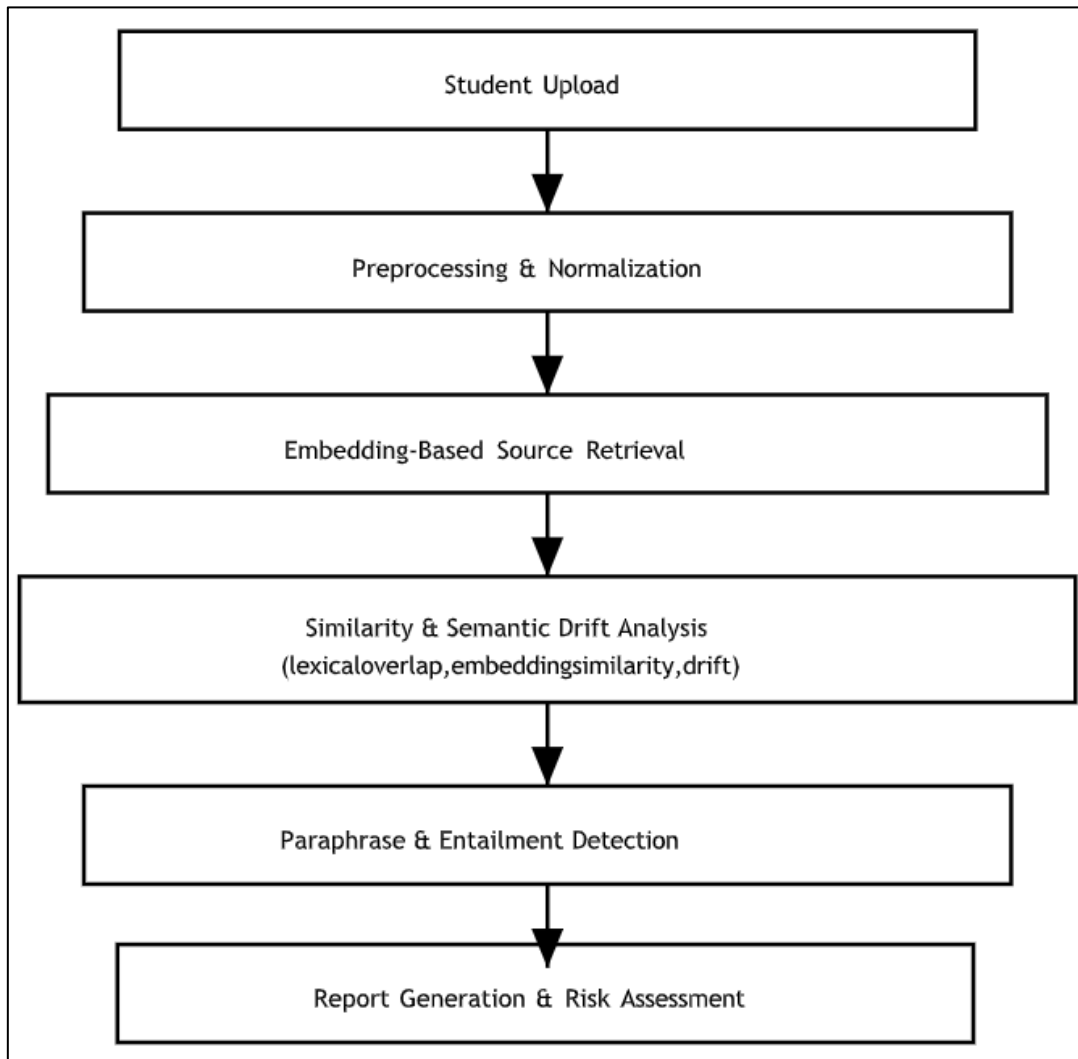 Student Upload
Preprocessing & Normalization
Embedding-Based Source Retrieval
Similarity & Semantic Drift Analysis
(lexicaloverlap,embeddingsimilarity,drift)
Paraphrase & Entailment Detection
Report Generation & Risk Assessment